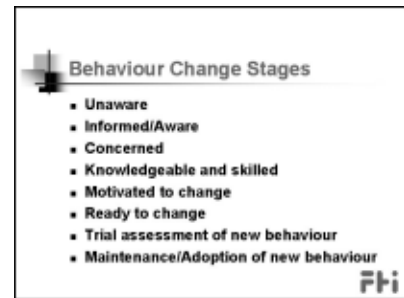 Behaviour Change Stages
Unaware
Informed/Aware
Concerned
Knowledgeable and skilled
Motivated to change
Ready to change
Trial assessment of new behaviour
Maintenance/Adoption of new behaviour
FHi